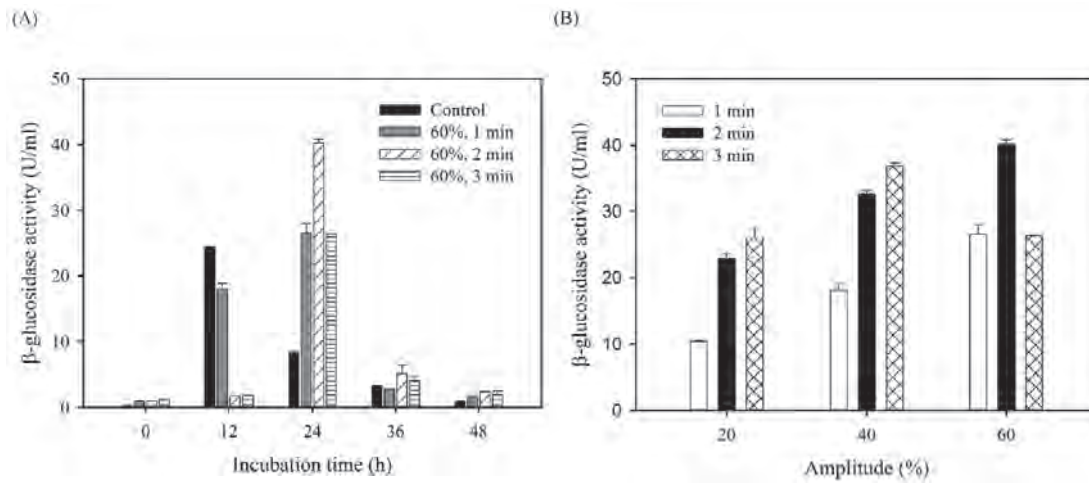 (A)
50
40
30
20
10
0
β-glucosidase activity (U/ml)
Control
60%, 1 min
60%, 2 min
60%, 3 min
0 12 24 36 48
Incubation time (h)
(B)
50
40
30
20
10
0
β-glucosidase activity (U/ml)
1 min
2 min
3 min
20 40 60
Amplitude (%)